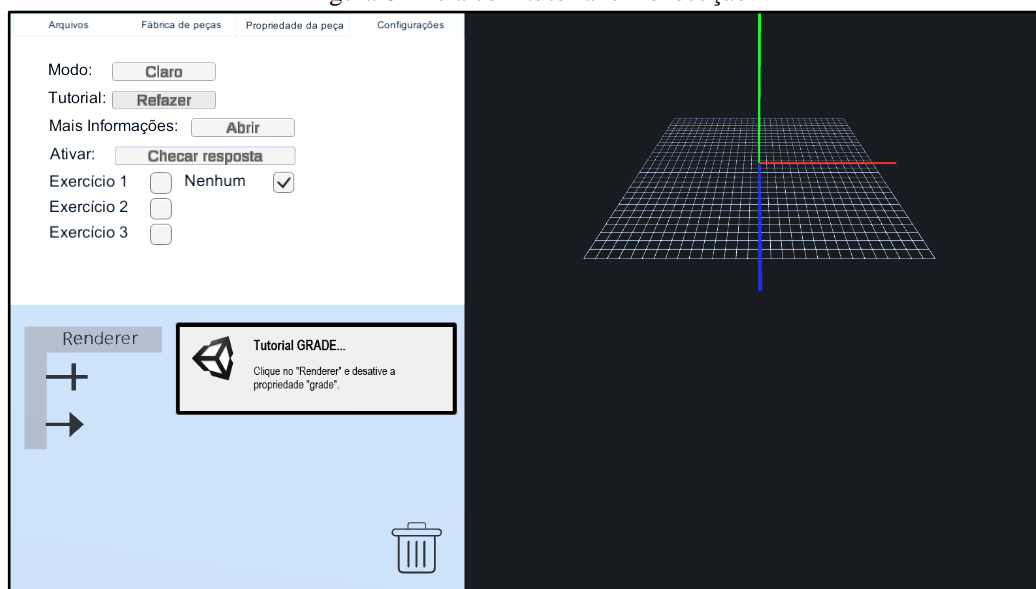 Arquivos Fábrica de peças Propriedade da peça Configurações
Modo: Claro
Tutorial: Refazer
Mais Informações: Abrir
Ativar: Checar resposta
Exercício 1 Nenhum
Exercício 2
Exercício 3
Renderer
Tutorial GRADE...
Clique no "Renderer" e desative a
propriedade "grade".